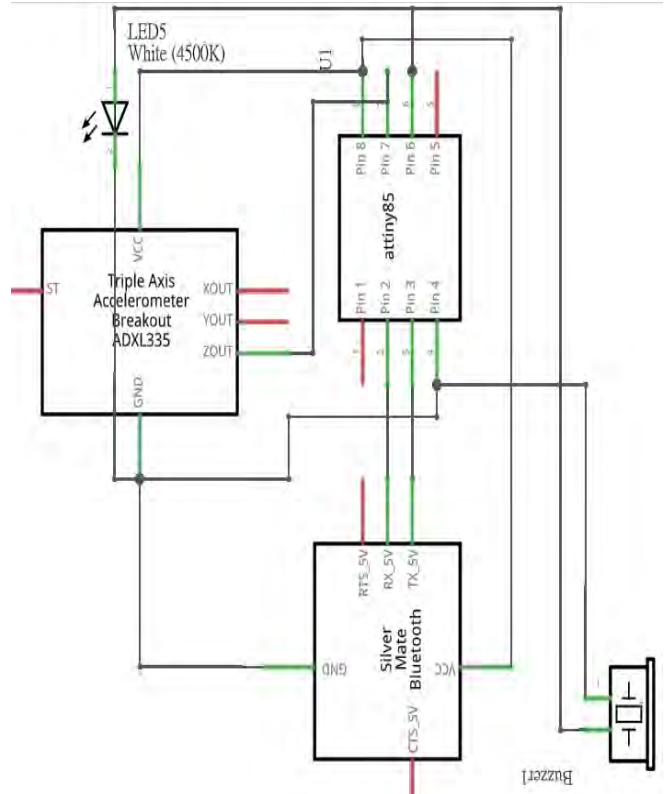 LED5
White (4500K)
1
2
U1
7
6
5
Pin 8
Pin 7
Pin 6
Pin 5
attiny85
Pin 1
Pin 2
Pin 3
Pin 4
1
4
VCC
ST
Triple Axis
Accelerometer
Breakout
ADXL335
XOUT
YOUT
ZOUT
GND
RTS_5V
RX_5V
TX_5V
Silver
Mate
Bluetooth
GND
VCC
CTS_5V
Buzzer1